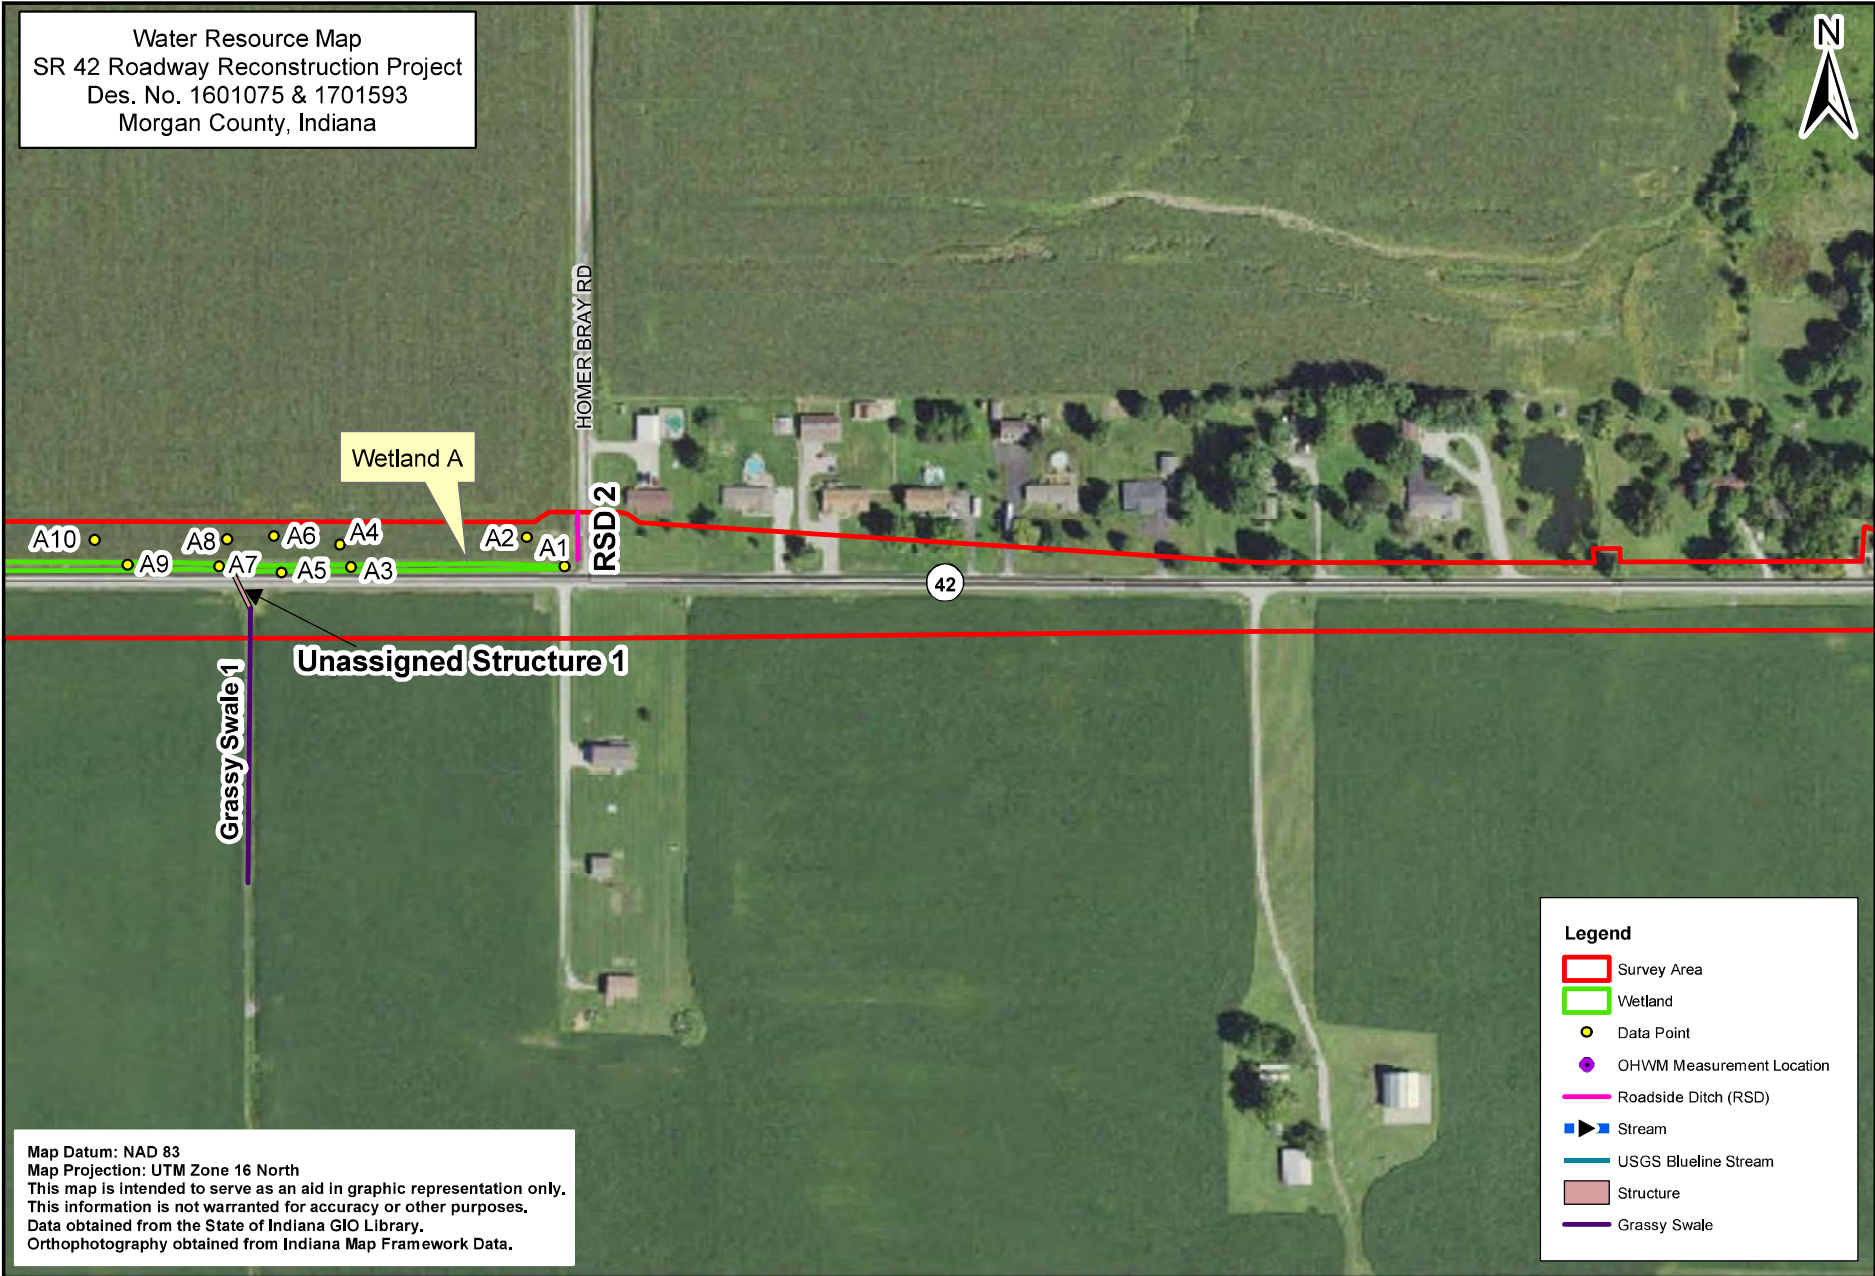 Water Resource Map
SR 42 Roadway Reconstruction Project
Des. No. 1601075 & 1701593
Morgan County, Indiana
N
HOMER BRAY RD
Wetland A
RSD 2
A10
A8
A6
A4
A2
A1
A9
A7
A5
A3
42
Unassigned Structure 1
Grassy Swale 1
Legend
Survey Area
Wetland
Data Point
OHWM Measurement Location
Roadside Ditch (RSD)
Stream
USGS Blueline Stream
Structure
Grassy Swale
Map Datum: NAD 83
Map Projection: UTM Zone 16 North
This map is intended to serve as an aid in graphic representation only.
This information is not warranted for accuracy or other purposes.
Data obtained from the State of Indiana GIO Library.
Orthophotography obtained from Indiana Map Framework Data.